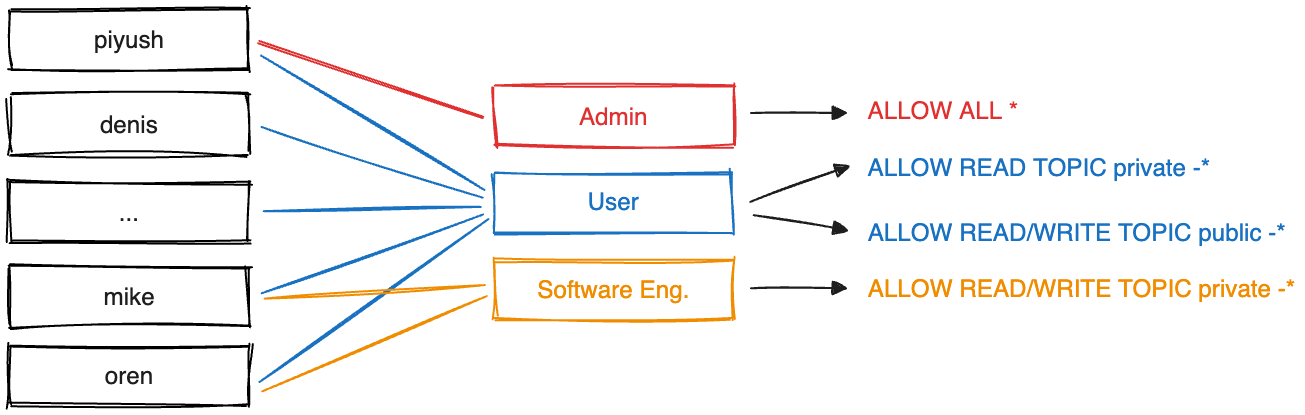 piyush
denis
...
mike
oren
Admin
User
Software Eng.
ALLOW ALL *
ALLOW READ TOPIC private -*
ALLOW READ/WRITE TOPIC public -*
ALLOW READ/WRITE TOPIC private -*